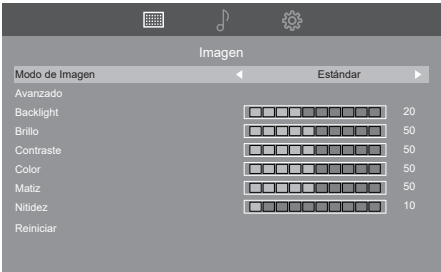 Imagen
Modo de Imagen Estándar
Avanzado
Backlight 20
Brillo 50
Contraste 50
Color 50
Matiz 50
Nitidez 10
Reiniciar